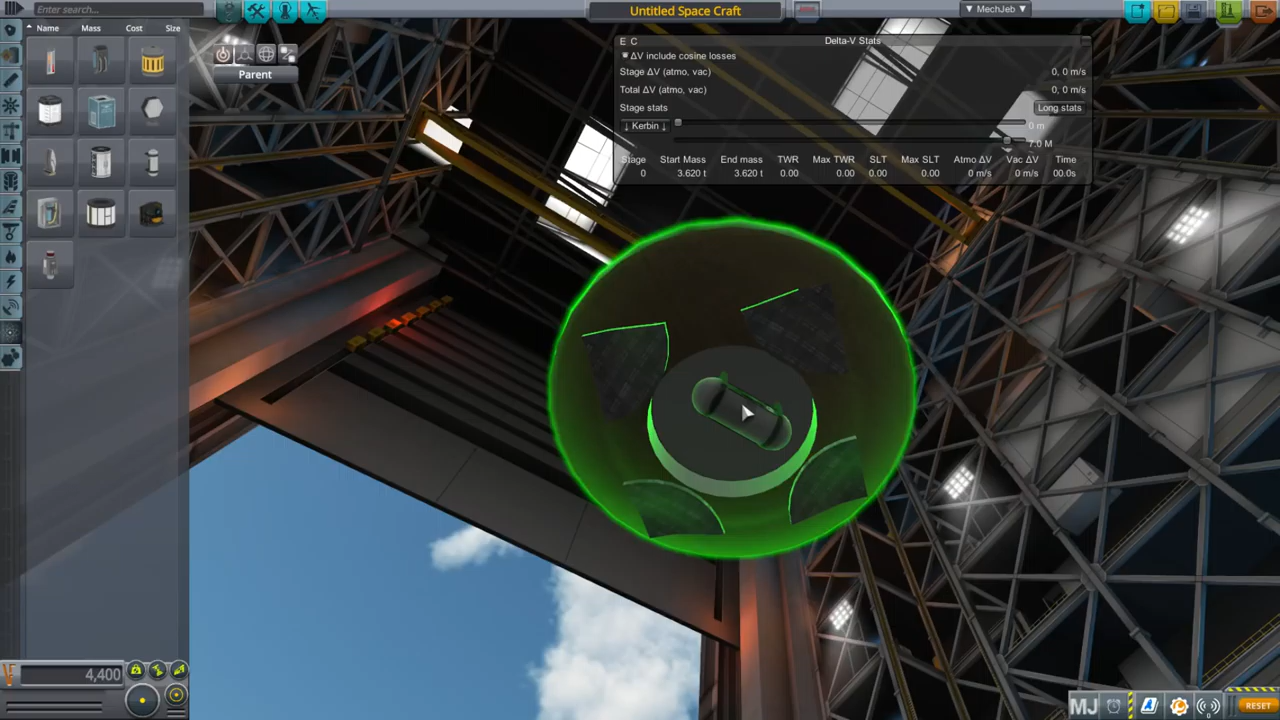 Enter search...
Untitled Space Craft
▼ MechJeb ▼
Name Mass Cost Size
Parent
E C Delta-V Stats
ΔV include cosine losses
Stage ΔV (atmo, vac) 0, 0 m/s
Total ΔV (atmo, vac) 0, 0 m/s
Stage stats Long stats
↓ Kerbin ↓ 0 m
7.0 M
Stage Start Mass End mass TWR Max TWR SLT Max SLT Atmo ΔV Vac ΔV Time
0 3.620 t 3.620 t 0.00 0.00 0.00 0.00 0 m/s 0 m/s 00.0s
4,400
MJ
RESET